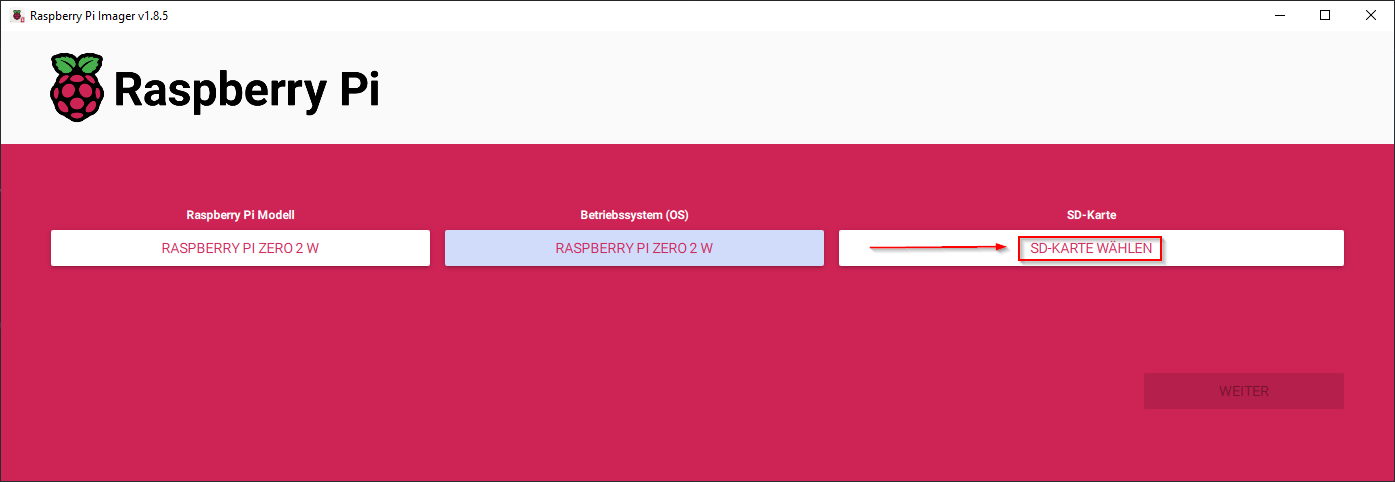 Raspberry Pi Imager v1.8.5
Raspberry Pi
Raspberry Pi Modell
Betriebssystem (OS)
SD-Karte
RASPBERRY PI ZERO 2 W
RASPBERRY PI ZERO 2 W
SD-KARTE WÄHLEN
WEITER